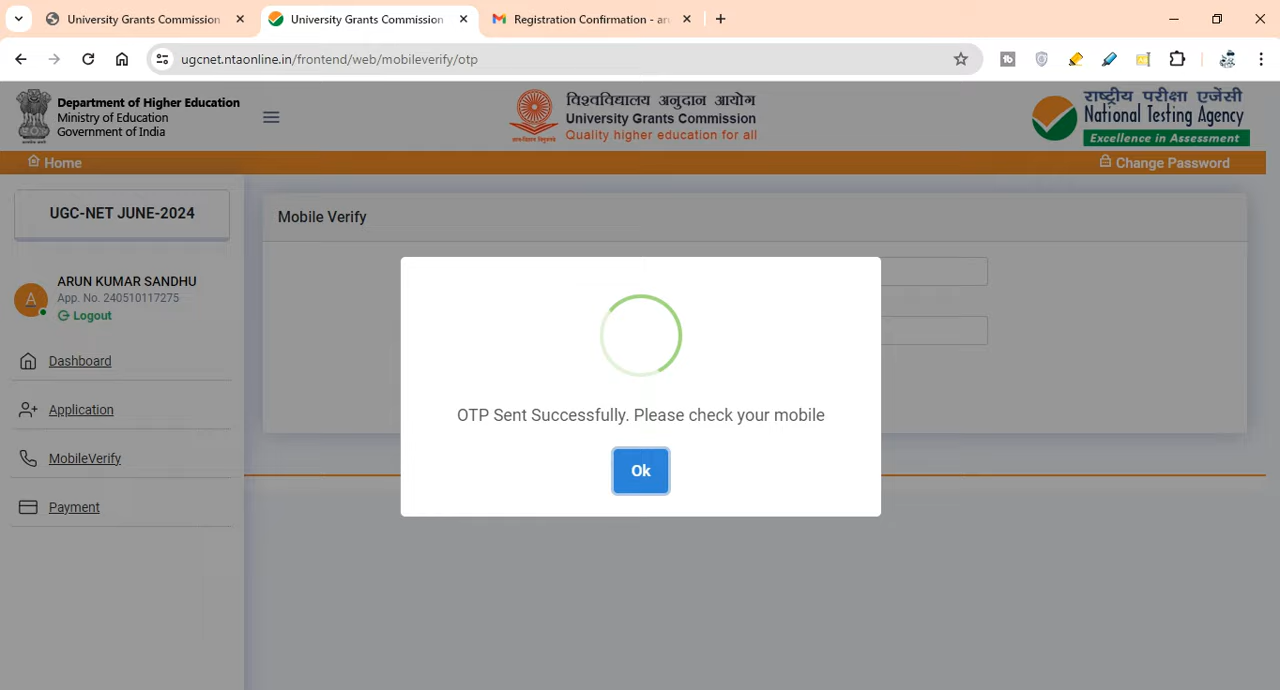 University Grants Commission
University Grants Commission
Registration Confirmation - aru
ugcnet.ntaonline.in/frontend/web/mobileverify/otp
Department of Higher Education
Ministry of Education
Government of India
विश्वविद्यालय अनुदान आयोग
University Grants Commission
Quality higher education for all
राष्ट्रीय परीक्षा एजेंसी
National Testing Agency
Excellence in Assessment
Home
Change Password
UGC-NET JUNE-2024
Mobile Verify
A
ARUN KUMAR SANDHU
App. No. 240510117275
Logout
Dashboard
Application
MobileVerify
Payment
OTP Sent Successfully. Please check your mobile
Ok